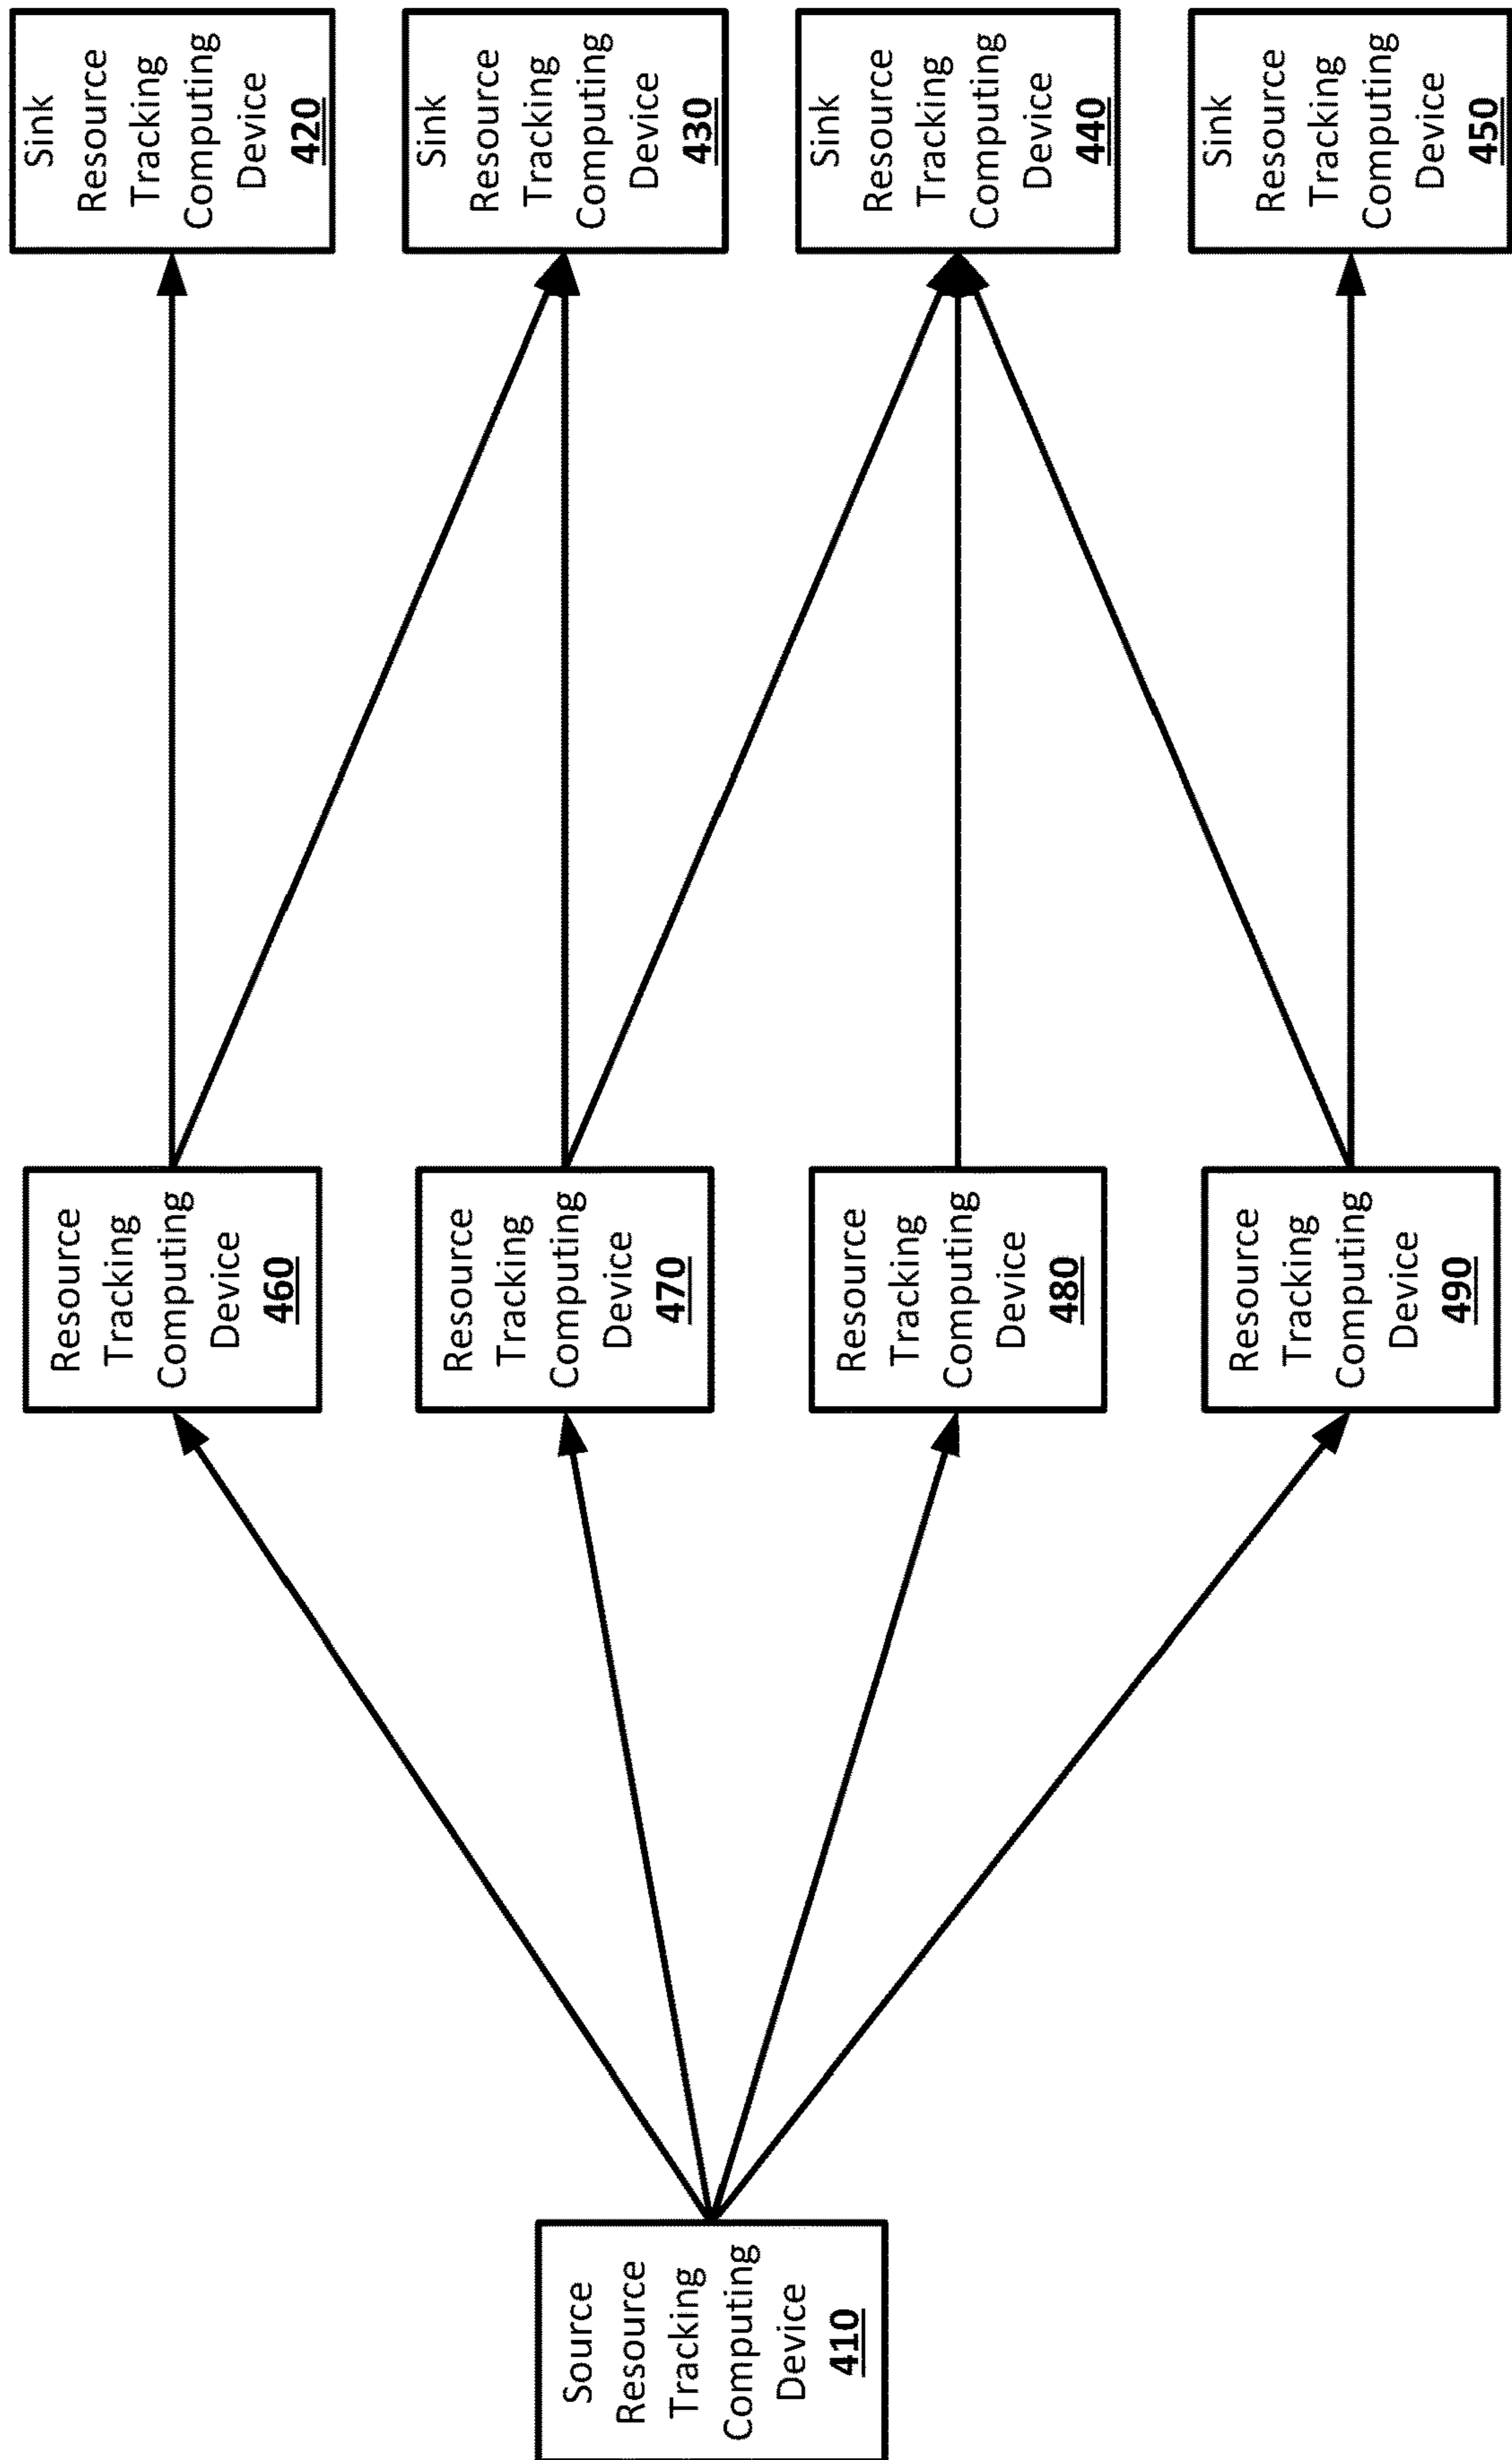 Source
Resource
Tracking
Computing
Device
410
Resource
Tracking
Computing
Device
460
Resource
Tracking
Computing
Device
470
Resource
Tracking
Computing
Device
480
Resource
Tracking
Computing
Device
490
Sink
Resource
Tracking
Computing
Device
420
Sink
Resource
Tracking
Computing
Device
430
Sink
Resource
Tracking
Computing
Device
440
Sink
Resource
Tracking
Computing
Device
450